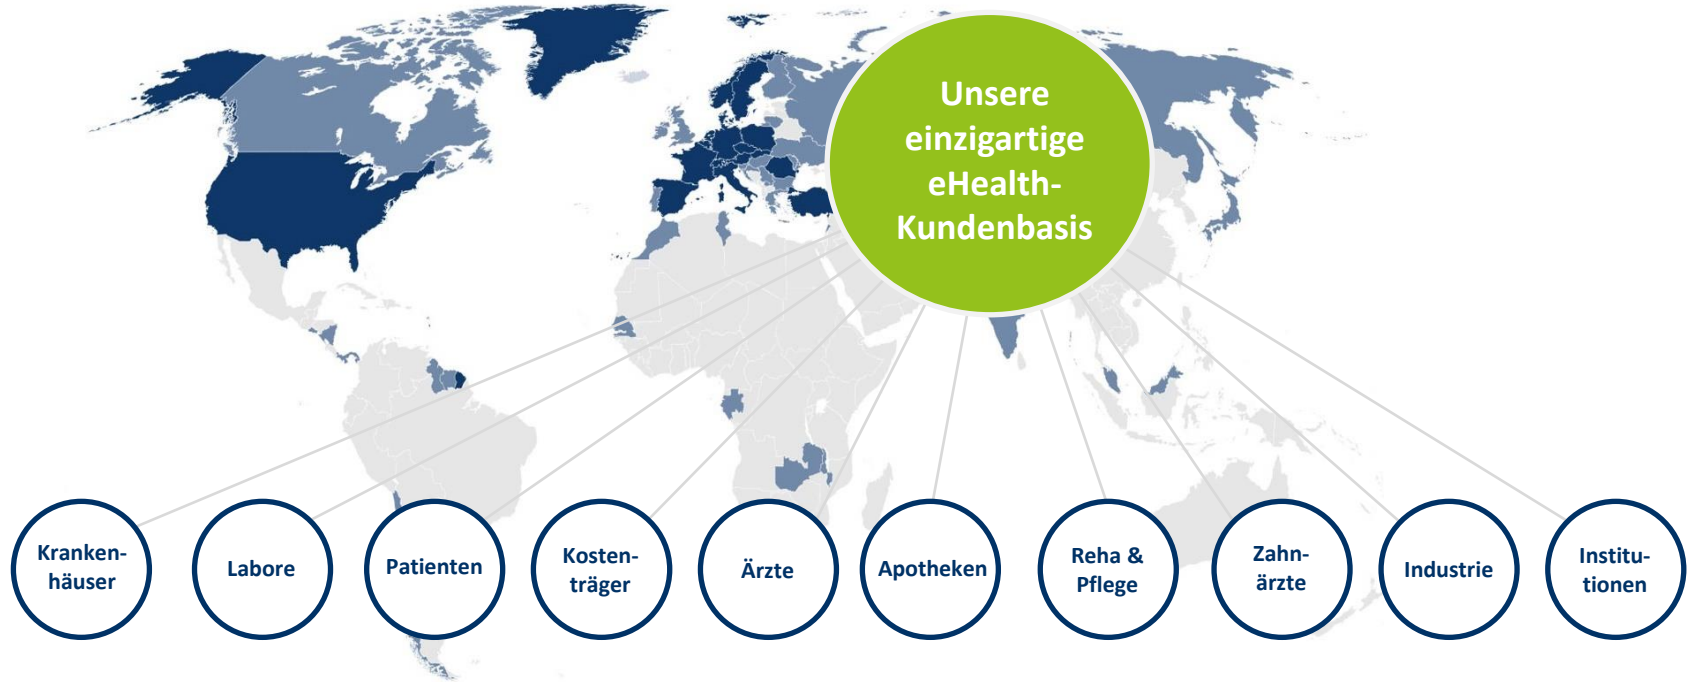 Unsere
einzigartige
eHealth-
Kundenbasis
Kranken-
häuser
Labore
Patienten
Kosten-
träger
Ärzte
Apotheken
Reha &
Pflege
Zahn-
ärzte
Industrie
Institu-
tionen